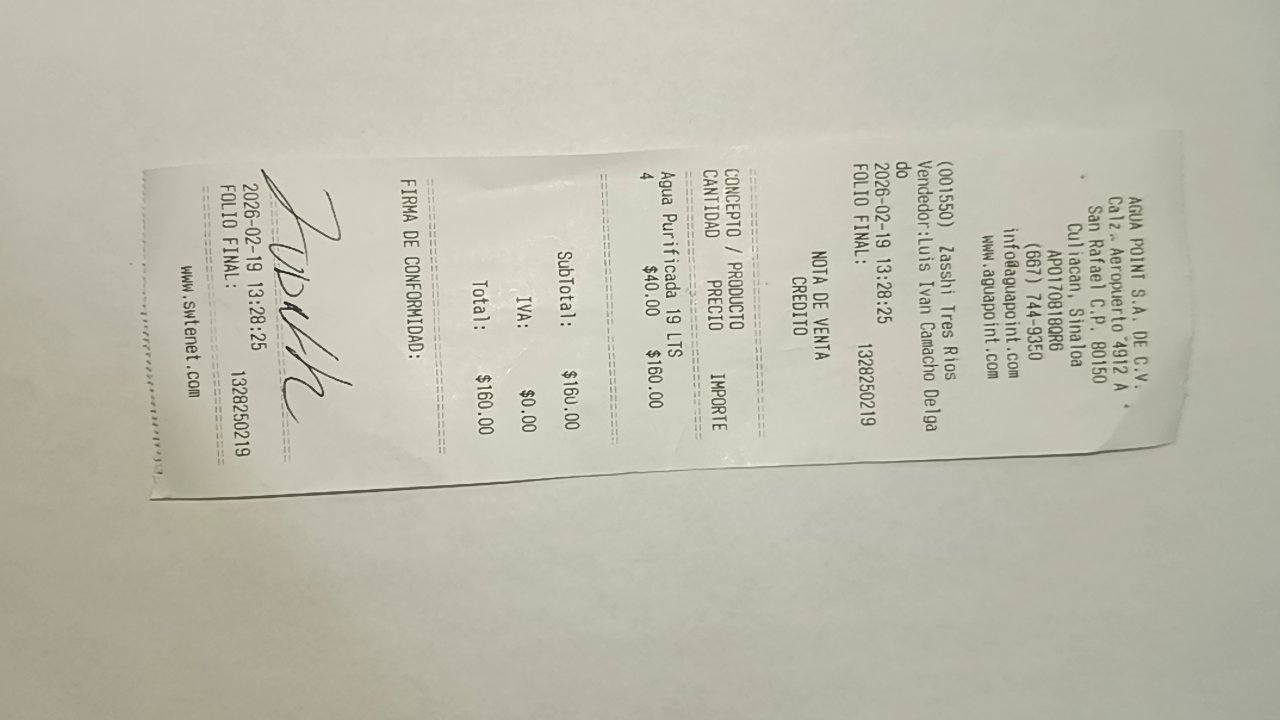 AGUA POINT S.A. DE C.V.
Calz. Aeropuerto 4912 A
San Rafael C.P. 80150
Culiacan, Sinaloa
APO170818QR6
(667) 744-9350
info@aguapoint.com
www.aguapoint.com
(001550) Zasshi Tres Rios
Vendedor:Luis Ivan Camacho Delga
do
2026-02-19 13:28:25
FOLIO FINAL: 1328250219
NOTA DE VENTA
CREDITO
CONCEPTO / PRODUCTO
CANTIDAD PRECIO IMPORTE
Agua Purificada 19 LTS
4 $40.00 $160.00
SubTotal: $160.00
IVA: $0.00
Total: $160.00
FIRMA DE CONFORMIDAD:
2026-02-19 13:28:25
FOLIO FINAL: 1328250219
www.swtenet.com